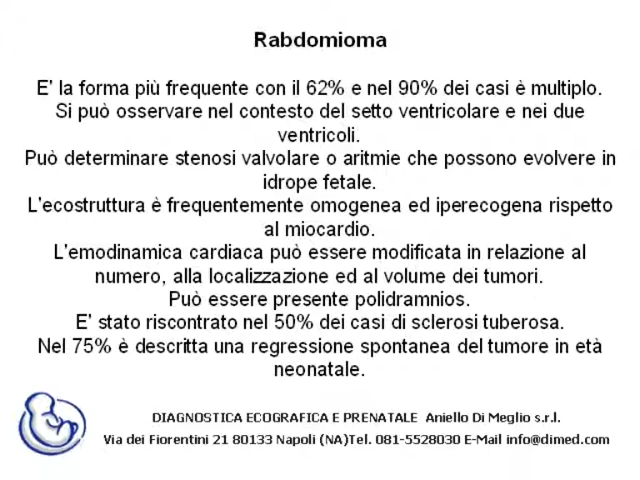 Rabdomioma
E' la forma più frequente con il 62% e nel 90% dei casi è multiplo.
Si può osservare nel contesto del setto ventricolare e nei due
ventricoli.
Può determinare stenosi valvolare o aritmie che possono evolvere in
idrope fetale.
L'ecostruttura è frequentemente omogenea ed iperecogena rispetto
al miocardio.
L'emodinamica cardiaca può essere modificata in relazione al
numero, alla localizzazione ed al volume dei tumori.
Può essere presente polidramnios.
E' stato riscontrato nel 50% dei casi di sclerosi tuberosa.
Nel 75% è descritta una regressione spontanea del tumore in età
neonatale.
DIAGNOSTICA ECOGRAFICA E PRENATALE Aniello Di Meglio s.r.l.
Via dei Fiorentini 21 80133 Napoli (NA)Tel. 081-5528030 E-Mail info@dimed.com